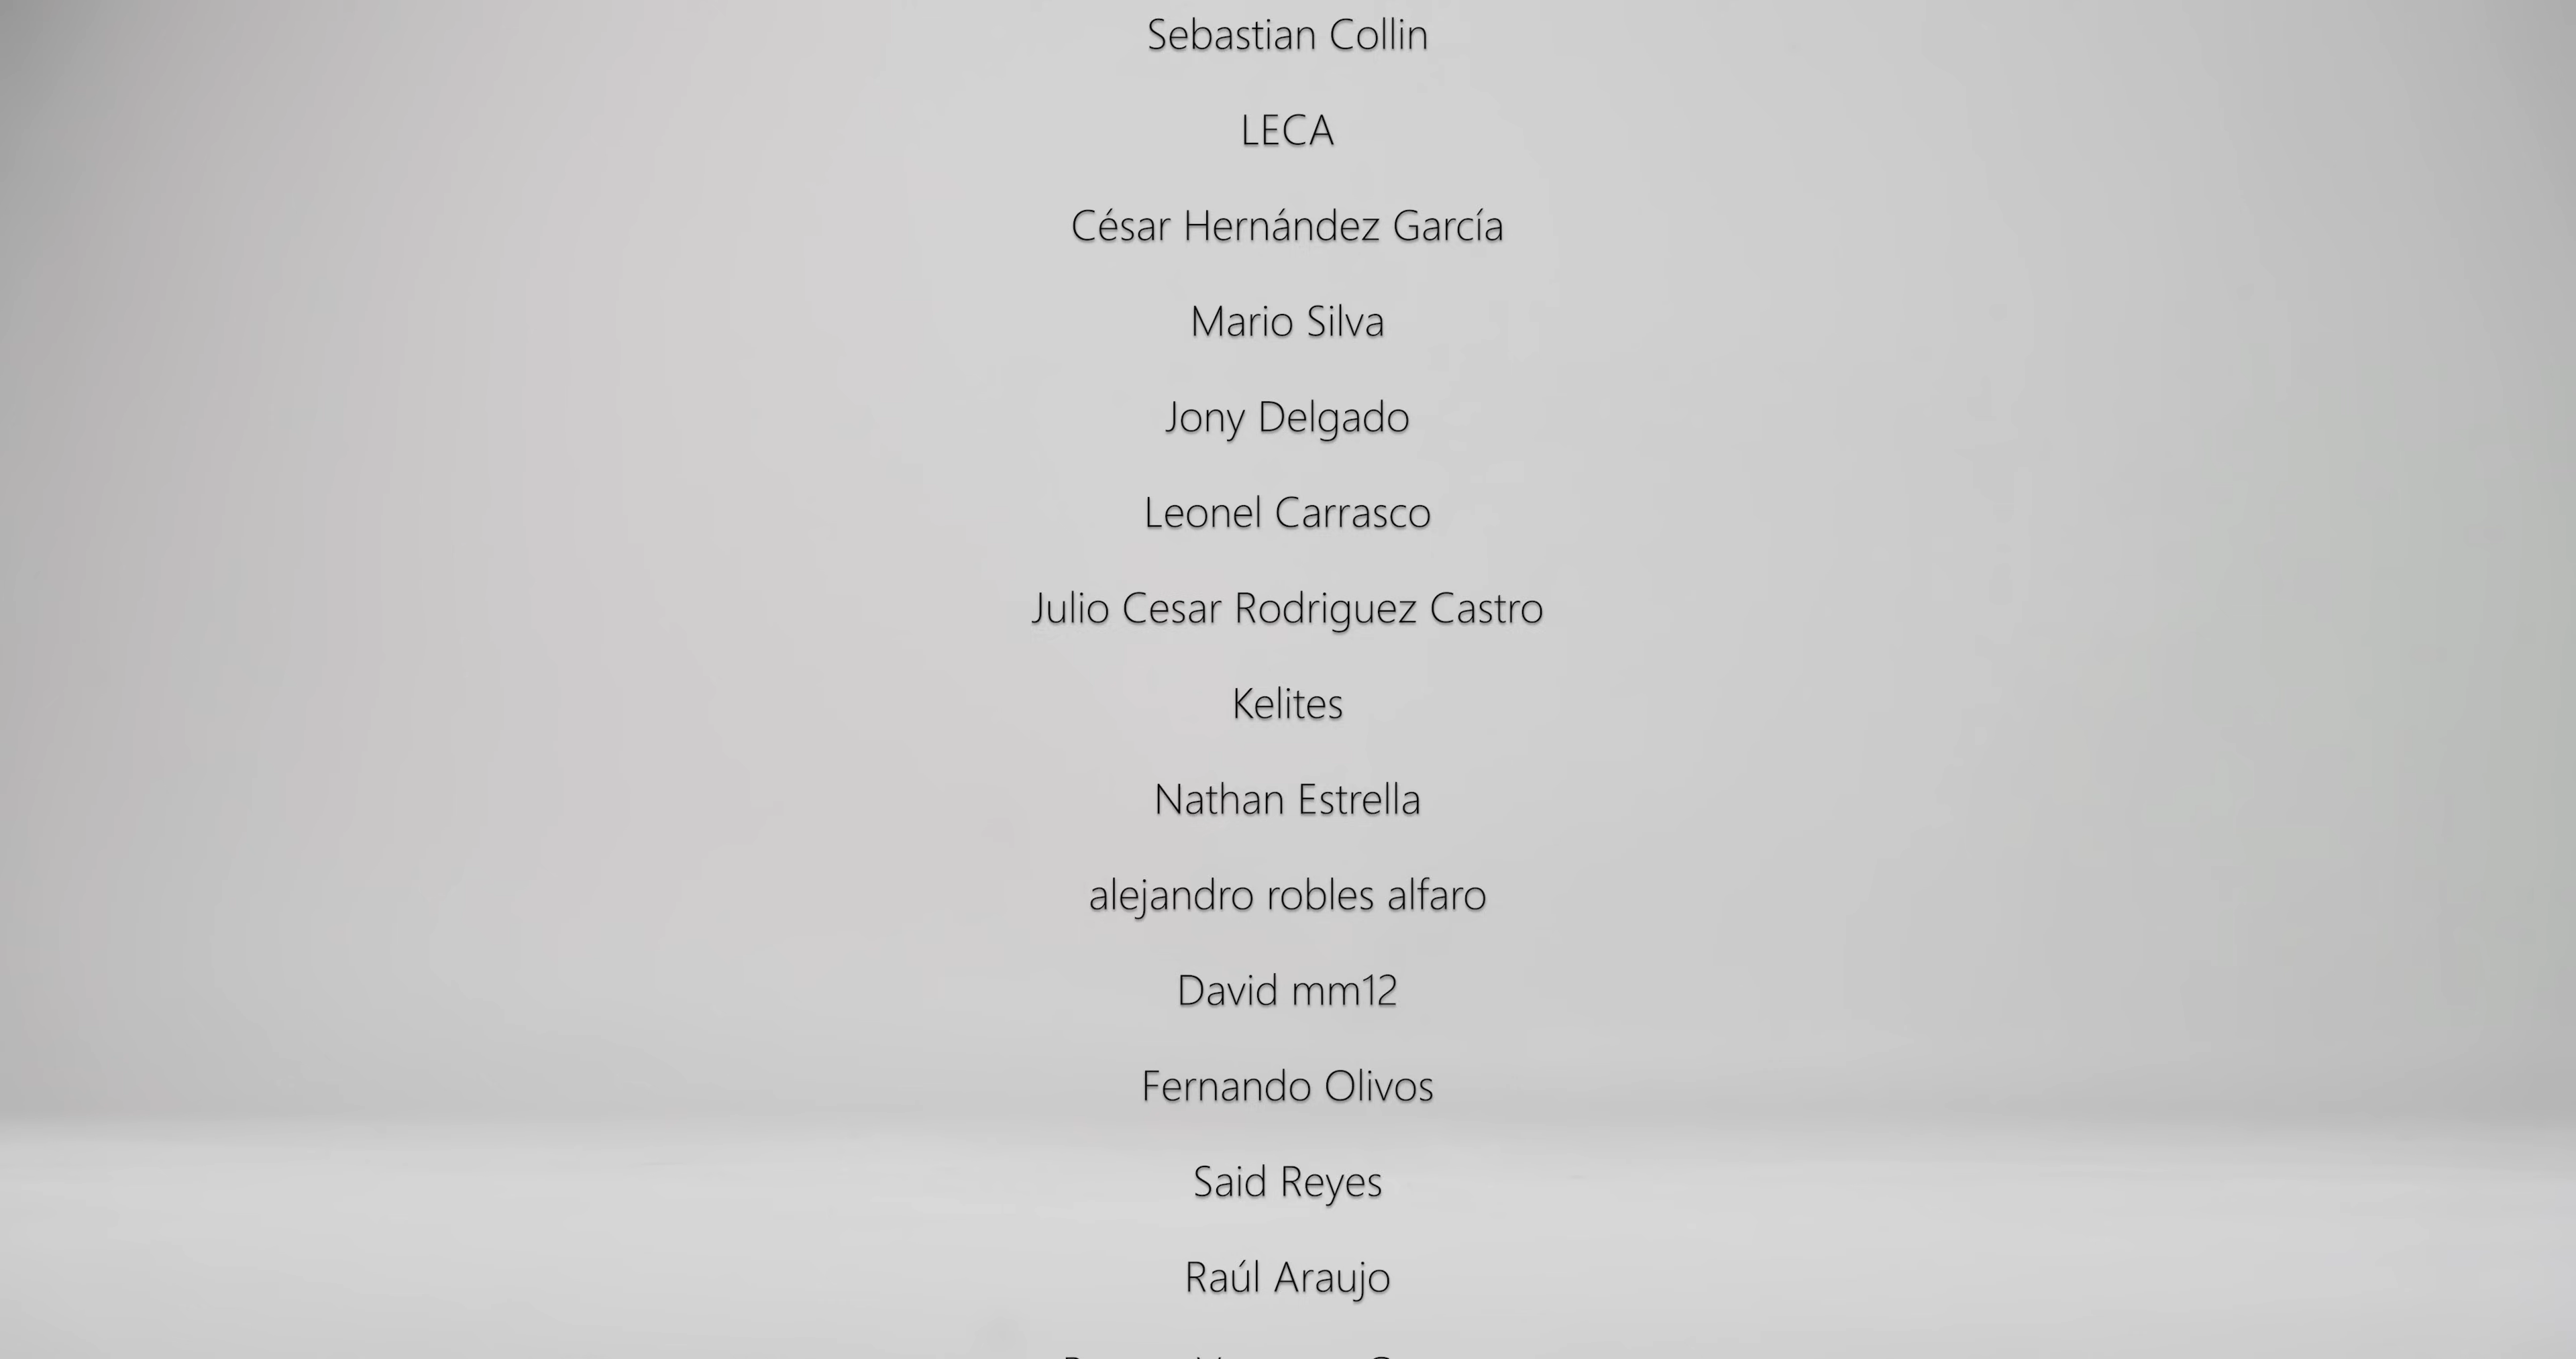 Sebastian Collin
LECA
César Hernández García
Mario Silva
Jony Delgado
Leonel Carrasco
Julio Cesar Rodriguez Castro
Kelites
Nathan Estrella
alejandro robles alfaro
David mm12
Fernando Olivos
Said Reyes
Raúl Araujo